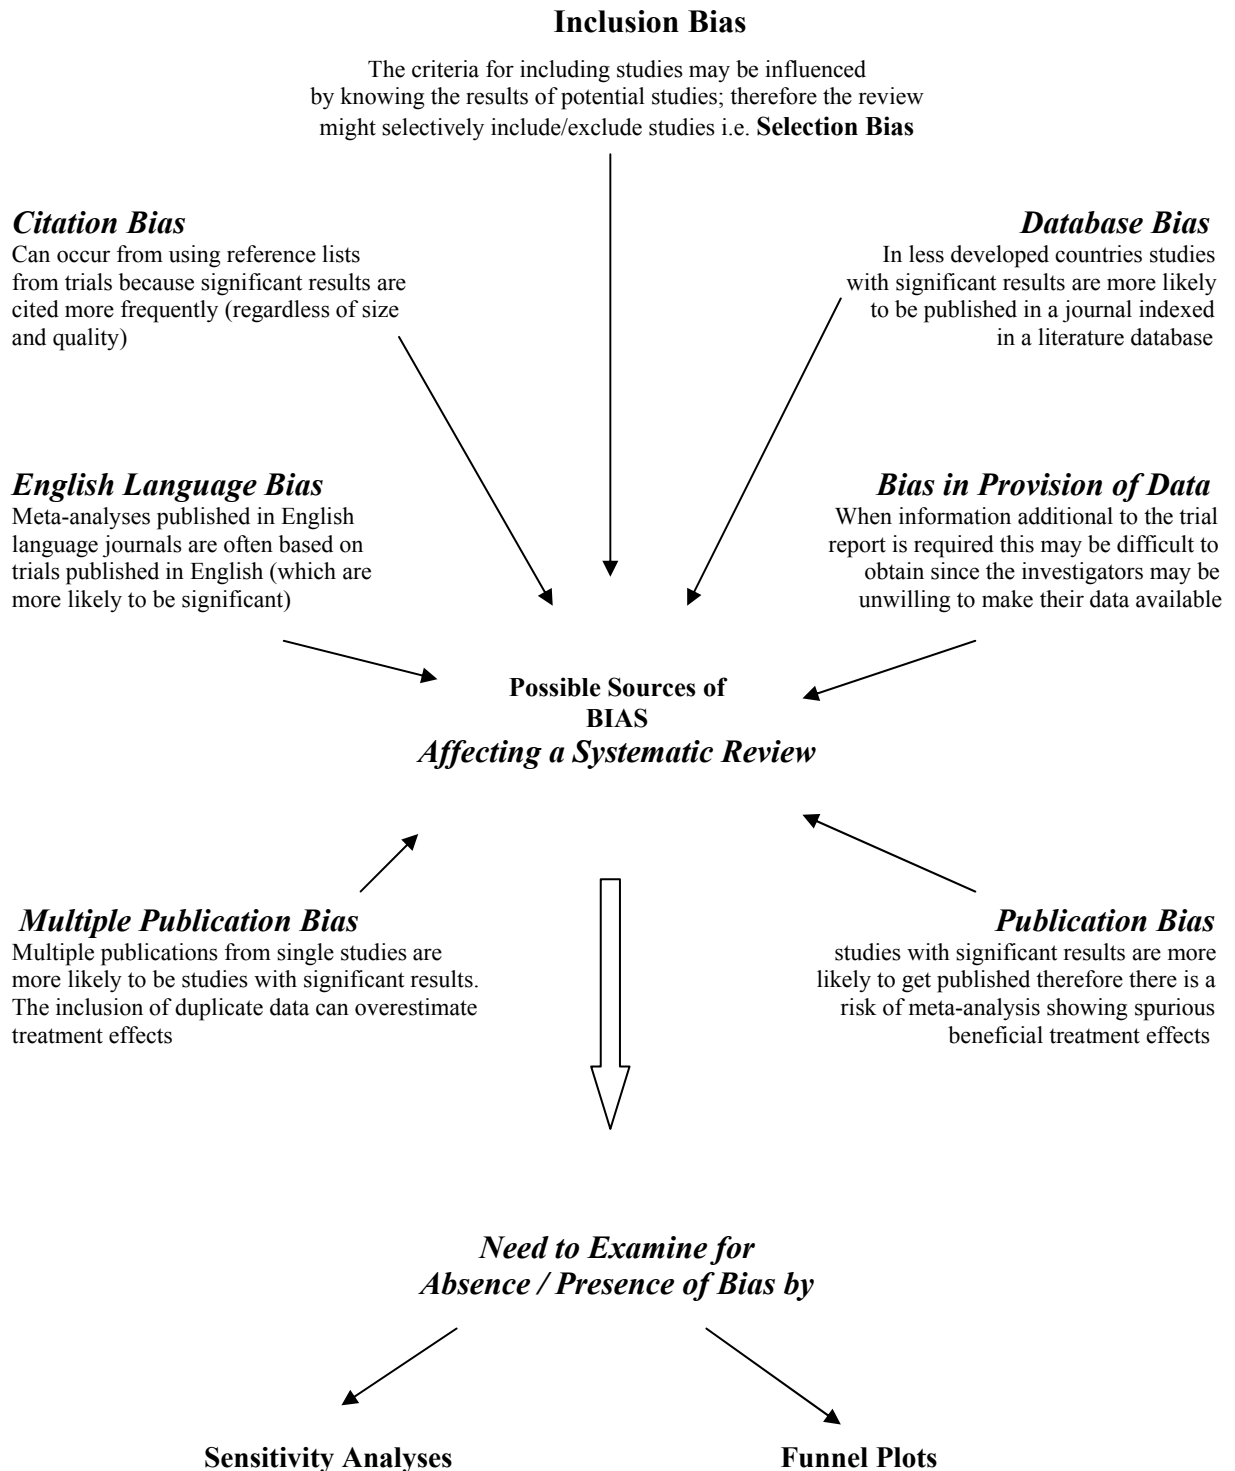 Inclusion Bias
The criteria for including studies may be influenced
by knowing the results of potential studies; therefore the review
might selectively include/exclude studies i.e. Selection Bias
Citation Bias
Can occur from using reference lists
from trials because significant results are
cited more frequently (regardless of size
and quality)
Database Bias
In less developed countries studies
with significant results are more likely
to be published in a journal indexed
in a literature database
English Language Bias
Meta-analyses published in English
language journals are often based on
trials published in English (which are
more likely to be significant)
Bias in Provision of Data
When information additional to the trial
report is required this may be difficult to
obtain since the investigators may be
unwilling to make their data available
Possible Sources of
BIAS
Affecting a Systematic Review
Multiple Publication Bias
Multiple publications from single studies are
more likely to be studies with significant results.
The inclusion of duplicate data can overestimate
treatment effects
Publication Bias
studies with significant results are more
likely to get published therefore there is a
risk of meta-analysis showing spurious
beneficial treatment effects
Need to Examine for
Absence / Presence of Bias by
Sensitivity Analyses
Funnel Plots